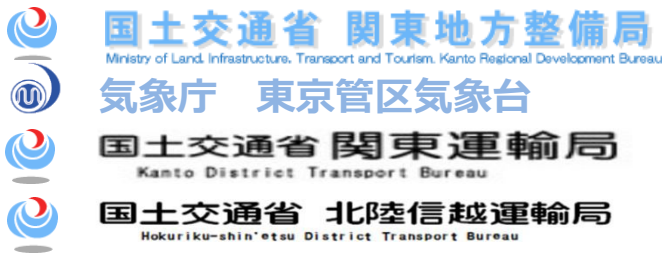 国土交通省 関東地方整備局
Ministry of Land, Infrastructure, Transport and Tourism. Kanto Regional Development Bureau
気象庁 東京管区気象台
国土交通省 関東運輸局
Kanto District Transport Bureau
国土交通省 北陸信越運輸局
Hokuriku-shin'etsu District Transport Bureau